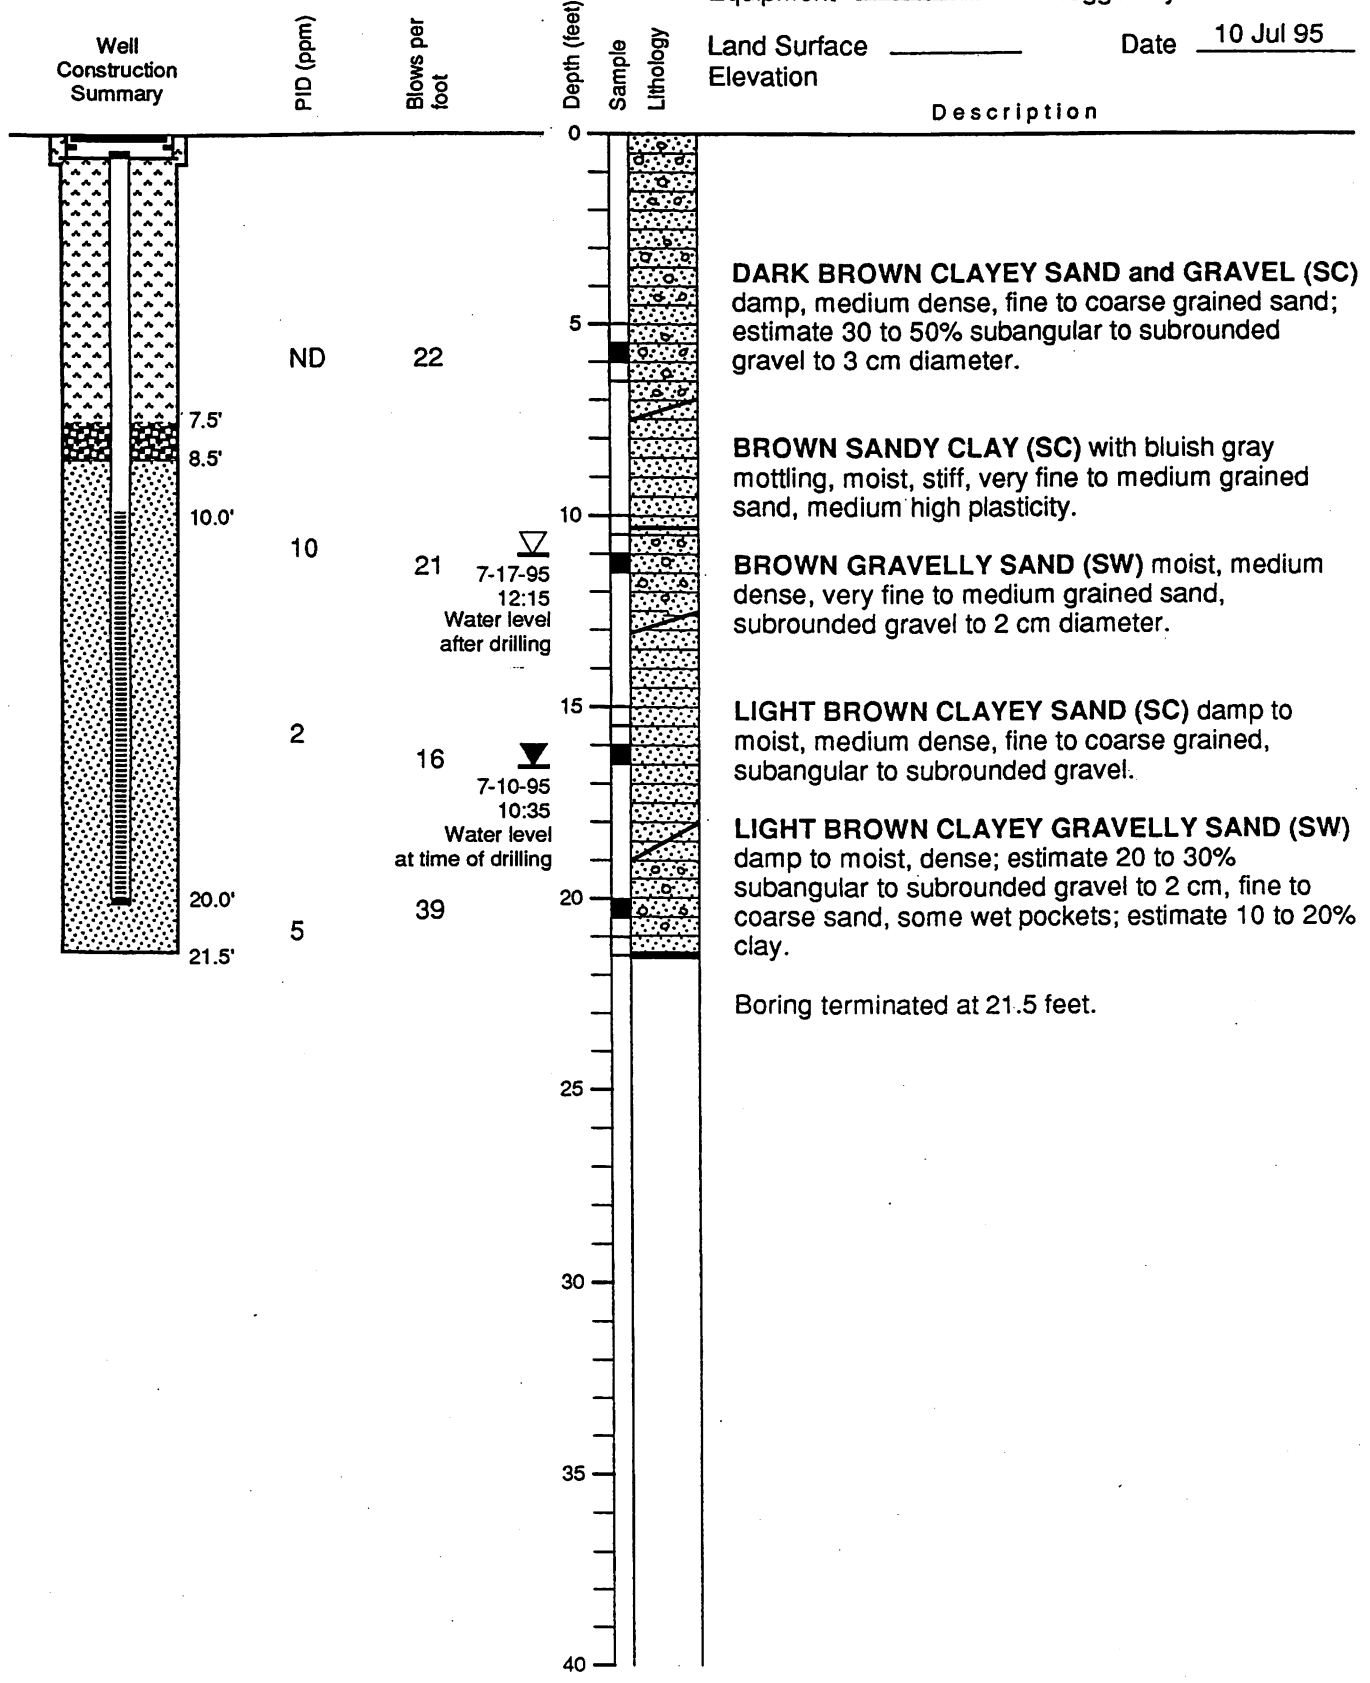 Well
Construction
Summary
PID (ppm)
Blows per
foot
Depth (feet)
Sample
Lithology
Land Surface
Elevation
Date 10 Jul 95
Description
0
DARK BROWN CLAYEY SAND and GRAVEL (SC)
damp, medium dense, fine to coarse grained sand;
estimate 30 to 50% subangular to subrounded
gravel to 3 cm diameter.
5
ND 22
7.5'
8.5'
BROWN SANDY CLAY (SC) with bluish gray
mottling, moist, stiff, very fine to medium grained
sand, medium high plasticity.
10.0'
10
10
21
7-17-95
12:15
Water level
after drilling
BROWN GRAVELLY SAND (SW) moist, medium
dense, very fine to medium grained sand,
subrounded gravel to 2 cm diameter.
15
2
16
7-10-95
10:35
Water level
at time of drilling
LIGHT BROWN CLAYEY SAND (SC) damp to
moist, medium dense, fine to coarse grained,
subangular to subrounded gravel.
LIGHT BROWN CLAYEY GRAVELLY SAND (SW)
damp to moist, dense; estimate 20 to 30%
subangular to subrounded gravel to 2 cm, fine to
coarse sand, some wet pockets; estimate 10 to 20%
clay.
20.0'
20
39
5
21.5'
Boring terminated at 21.5 feet.
25
30
35
40